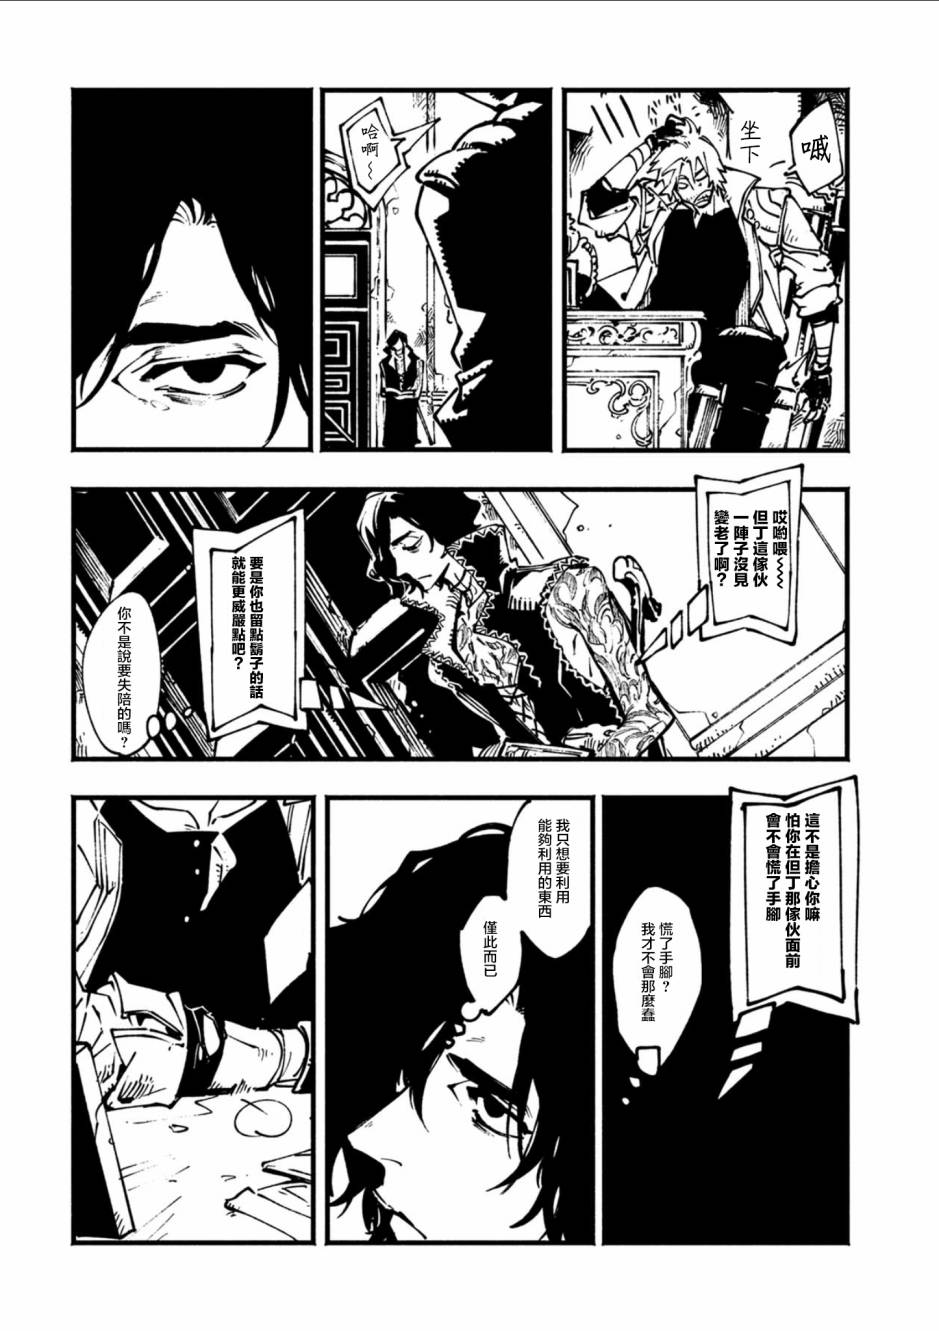 嘁
坐下
哈啊～
哎喲喂～～
但丁這傢伙
一陣子沒見
變老了啊？
要是你也留點鬍子的話
就能更威嚴點吧？
你不是說要失陪的嗎？
這不是擔心你嘛
怕你在但丁那傢伙面前
會不會慌了手腳
慌了手腳？
我才不會那麼蠢
我只想要利用
能夠利用的東西
僅此而已